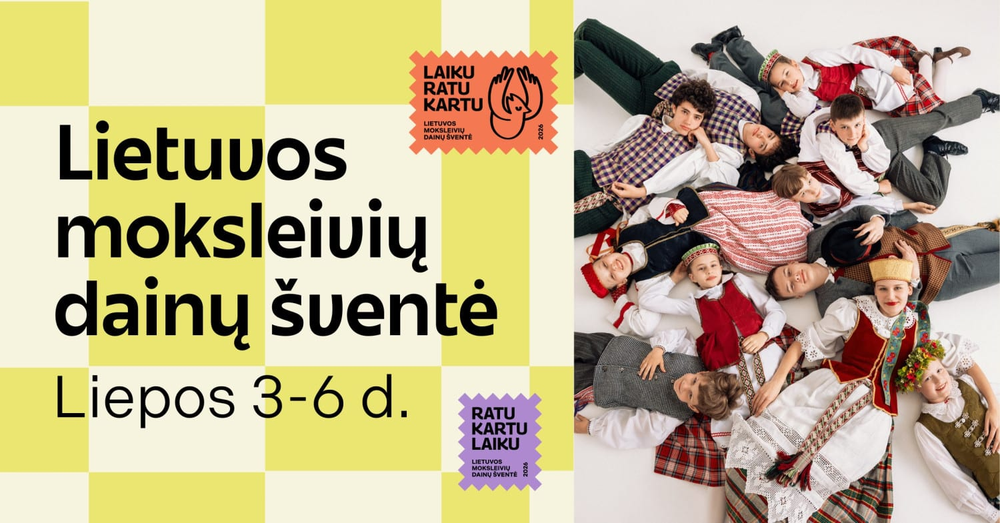 Lietuvos
moksleivių
dainų šventė
Liepos 3-6 d.
LAIKU
RATU
KARTU
LIETUVOS
MOKSLEIVIŲ
DAINŲ ŠVENTĖ
2026
RATU
KARTU
LAIKU
LIETUVOS
MOKSLEIVIŲ
DAINŲ ŠVENTĖ
2026